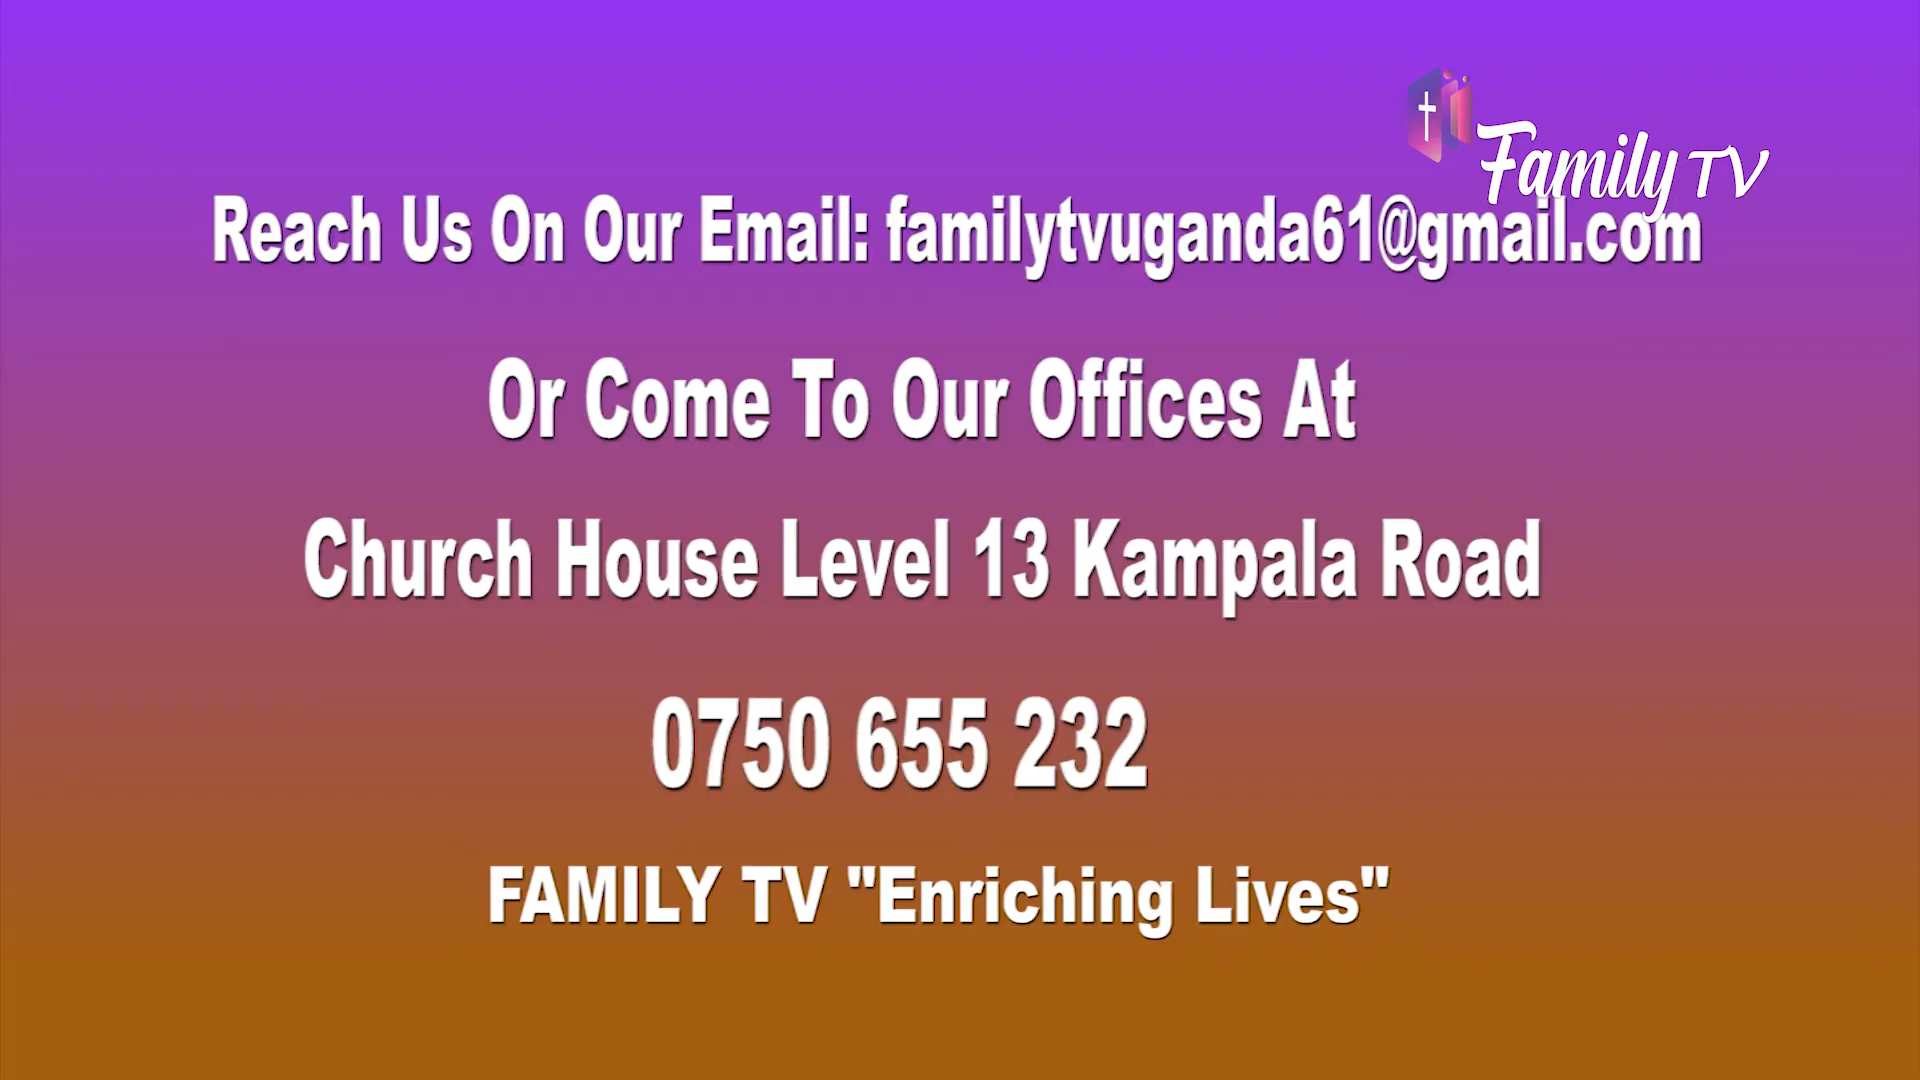 Family TV
Reach Us On Our Email: familytvuganda61@gmail.com
Or Come To Our Offices At
Church House Level 13 Kampala Road
0750 655 232
FAMILY TV "Enriching Lives"